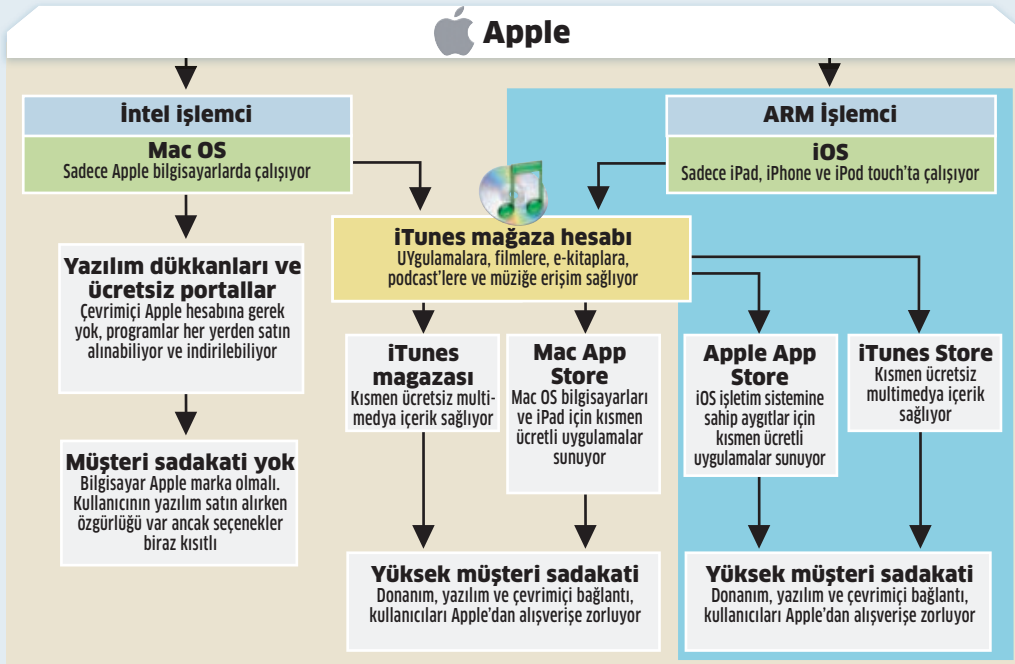 Apple
İntel işlemci
Mac OS
Sadece Apple bilgisayarlarda çalışıyor
ARM İşlemci
iOS
Sadece iPad, iPhone ve iPod touch'ta çalışıyor
iTunes mağaza hesabı
UYgulamalara, filmlere, e-kitaplara,
podcast'lere ve müziğe erişim sağlıyor
Yazılım dükkanları ve
ücretsiz portallar
Çevrimiçi Apple hesabına gerek
yok, programlar her yerden satın
alınabiliyor ve indirilebiliyor
iTunes
magazası
Kısmen ücretsiz multi-
medya içerik sağlıyor
Mac App
Store
Mac OS bilgisayarları
ve iPad için kısmen
ücretli uygulamalar
sunuyor
Apple App
Store
iOS işletim sistemine
sahip aygıtlar için
kısmen ücretli
uygulamalar sunuyor
iTunes Store
Kısmen ücretsiz
multimedya içerik
sağlıyor
Müşteri sadakati yok
Bilgisayar Apple marka olmalı.
Kullanıcının yazılım satın alırken
özgürlüğü var ancak seçenekler
biraz kısıtlı
Yüksek müşteri sadakati
Donanım, yazılım ve çevrimiçi bağlantı,
kullanıcıları Apple'dan alışverişe zorluyor
Yüksek müşteri sadakati
Donanım, yazılım ve çevrimiçi bağlantı,
kullanıcıları Apple'dan alışverişe zorluyor